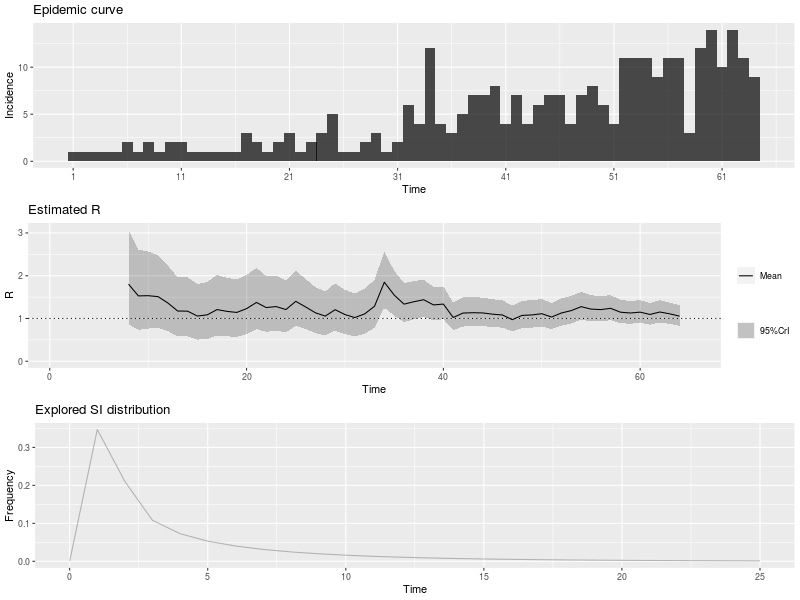 Epidemic curve
10
5
0
Incidence
1 11 21 31 41 51 61
Time
Estimated R
3
2
1
0
R
0 20 40 60
Time
Mean
95%CrI
Explored SI distribution
0.3
0.2
0.1
0.0
Frequency
0 5 10 15 20 25
Time